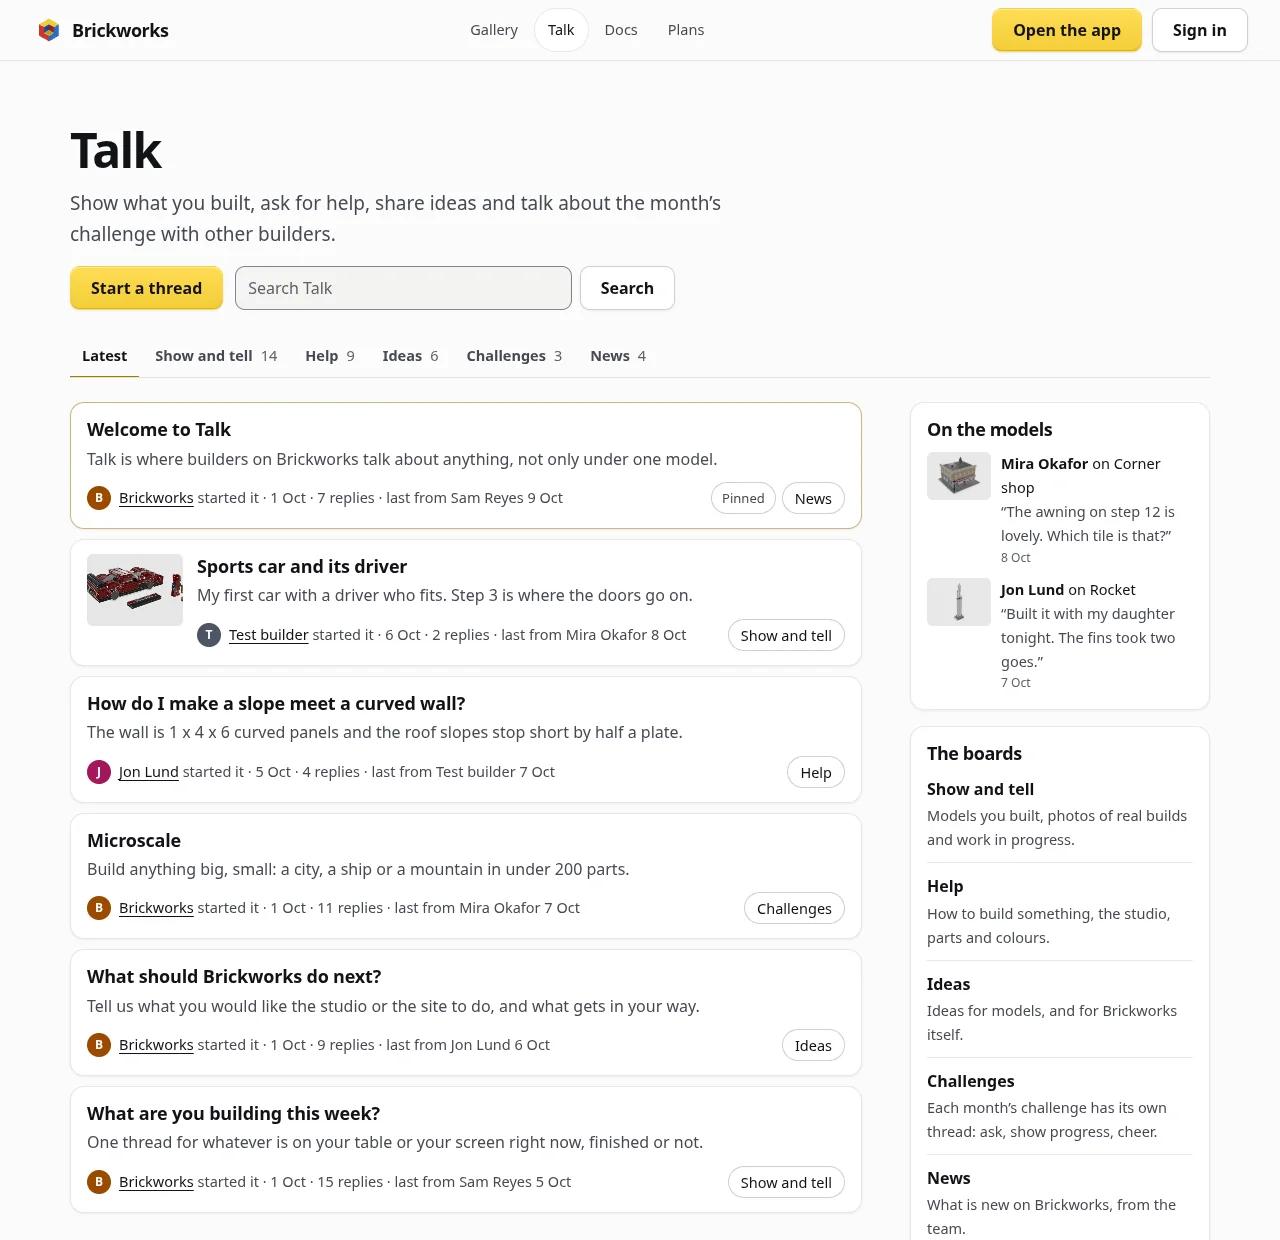 Brickworks
Gallery
Talk
Docs
Plans
Open the app
Sign in
Talk
Show what you built, ask for help, share ideas and talk about the month’s
challenge with other builders.
Start a thread
Search Talk
Search
Latest
Show and tell 14
Help 9
Ideas 6
Challenges 3
News 4
Welcome to Talk
Talk is where builders on Brickworks talk about anything, not only under one model.
B
Brickworks started it · 1 Oct · 7 replies · last from Sam Reyes 9 Oct
Pinned
News
Sports car and its driver
My first car with a driver who fits. Step 3 is where the doors go on.
T
Test builder started it · 6 Oct · 2 replies · last from Mira Okafor 8 Oct
Show and tell
How do I make a slope meet a curved wall?
The wall is 1 x 4 x 6 curved panels and the roof slopes stop short by half a plate.
J
Jon Lund started it · 5 Oct · 4 replies · last from Test builder 7 Oct
Help
Microscale
Build anything big, small: a city, a ship or a mountain in under 200 parts.
B
Brickworks started it · 1 Oct · 11 replies · last from Mira Okafor 7 Oct
Challenges
What should Brickworks do next?
Tell us what you would like the studio or the site to do, and what gets in your way.
B
Brickworks started it · 1 Oct · 9 replies · last from Jon Lund 6 Oct
Ideas
What are you building this week?
One thread for whatever is on your table or your screen right now, finished or not.
B
Brickworks started it · 1 Oct · 15 replies · last from Sam Reyes 5 Oct
Show and tell
On the models
Mira Okafor on Corner
shop
“The awning on step 12 is
lovely. Which tile is that?”
8 Oct
Jon Lund on Rocket
“Built it with my daughter
tonight. The fins took two
goes.”
7 Oct
The boards
Show and tell
Models you built, photos of real builds
and work in progress.
Help
How to build something, the studio,
parts and colours.
Ideas
Ideas for models, and for Brickworks
itself.
Challenges
Each month’s challenge has its own
thread: ask, show progress, cheer.
News
What is new on Brickworks, from the
team.